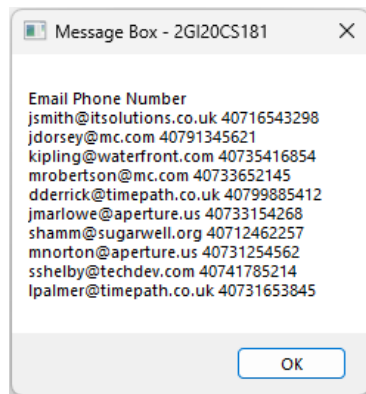 Message Box - 2GI20CS181
Email Phone Number
jsmith@itsolutions.co.uk 40716543298
jdorsey@mc.com 40791345621
kipling@waterfront.com 40735416854
mrobertson@mc.com 40733652145
dderrick@timepath.co.uk 40799885412
jmarlowe@aperture.us 40733154268
shamm@sugarwell.org 40712462257
mnorton@aperture.us 40731254562
sshelby@techdev.com 40741785214
lpalmer@timepath.co.uk 40731653845
OK